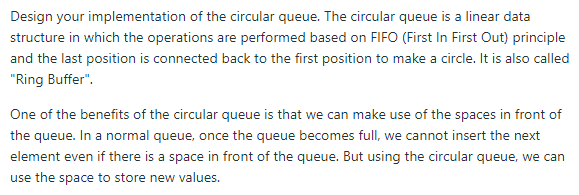 Design your implementation of the circular queue. The circular queue is a linear data
structure in which the operations are performed based on FIFO (First In First Out) principle
and the last position is connected back to the first position to make a circle. It is also called
"Ring Buffer".
One of the benefits of the circular queue is that we can make use of the spaces in front of
the queue. In a normal queue, once the queue becomes full, we cannot insert the next
element even if there is a space in front of the queue. But using the circular queue, we can
use the space to store new values.